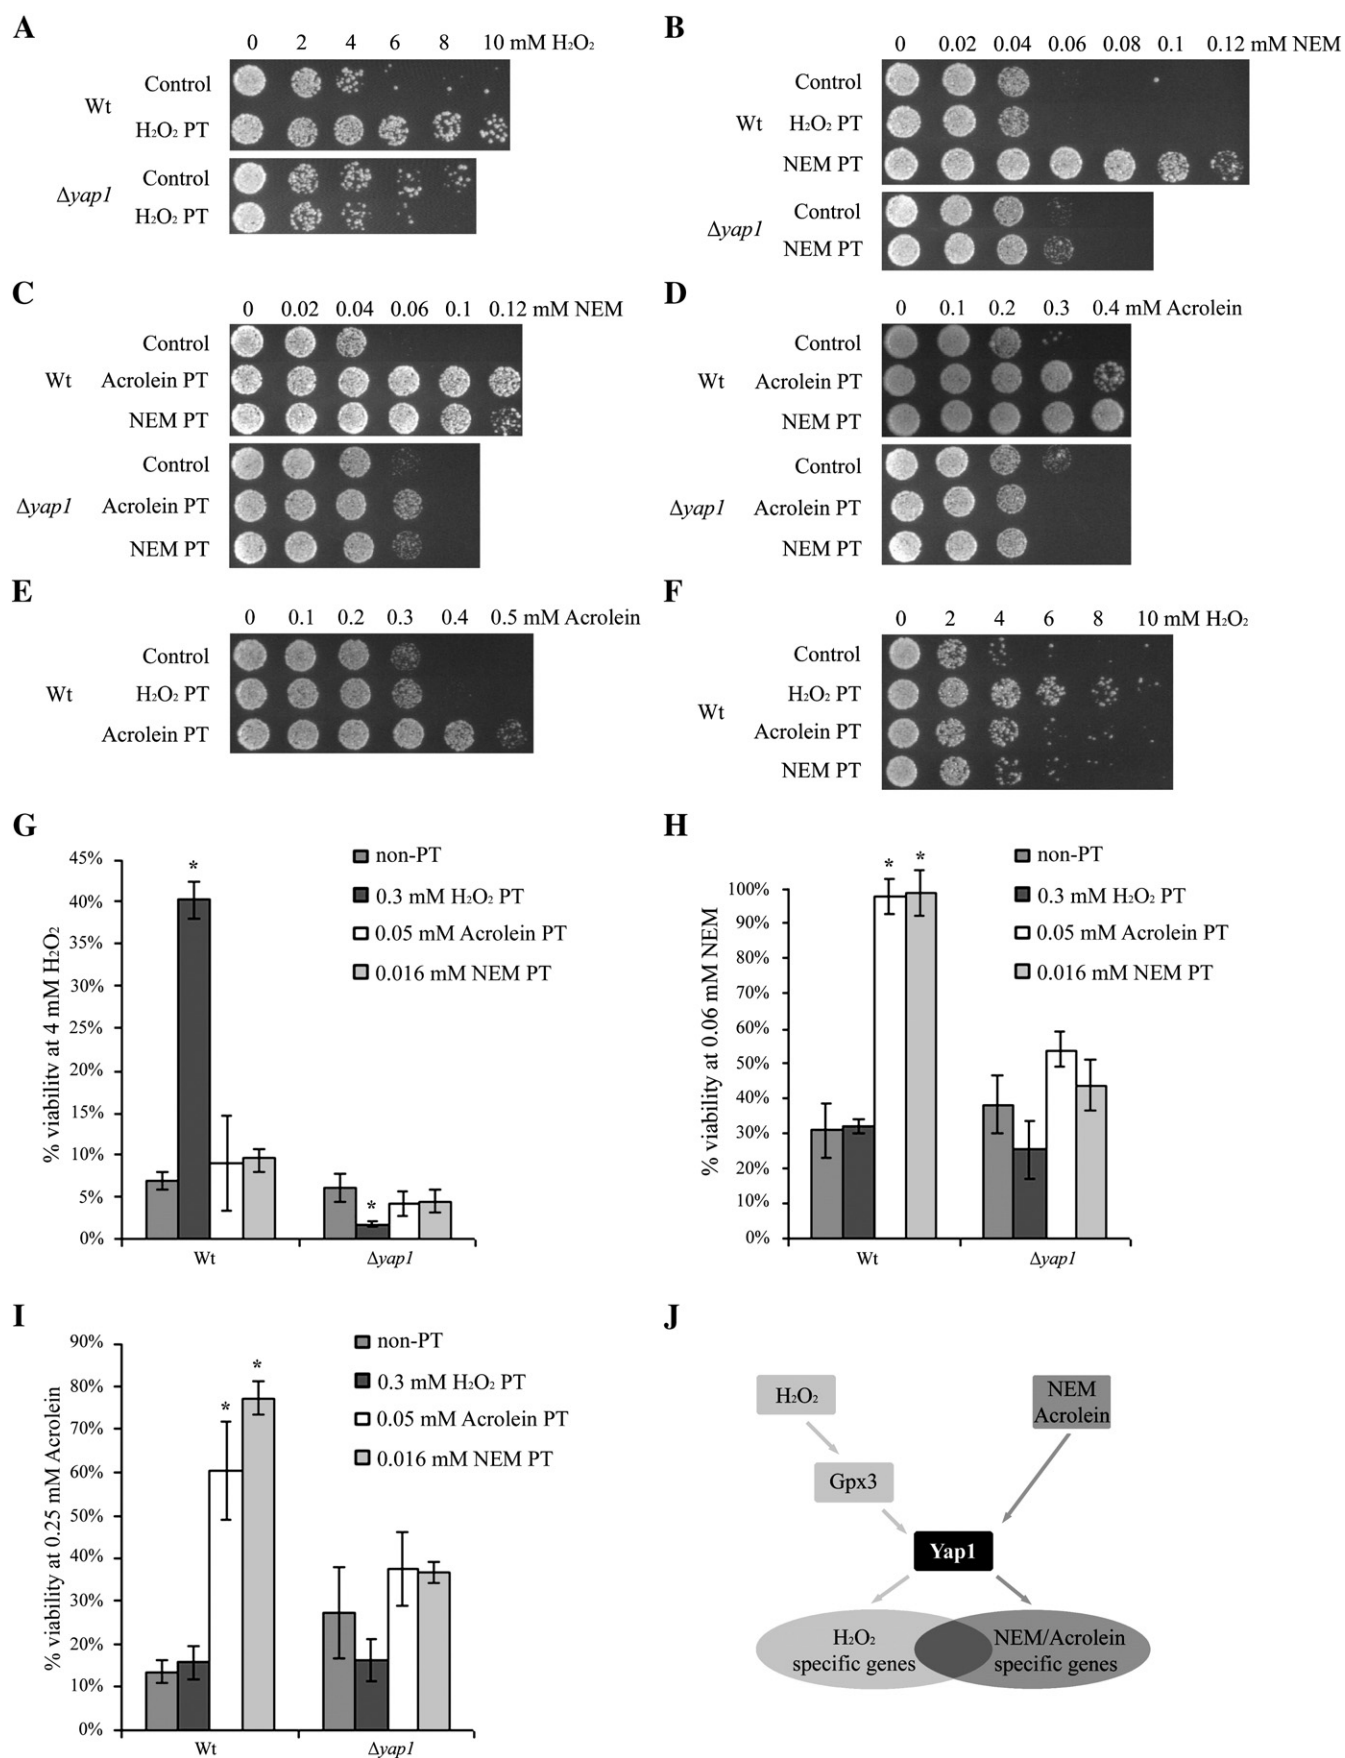 A
0 2 4 6 8 10 mM H₂O₂
Wt
Control
H₂O₂ PT
Δyap1
Control
H₂O₂ PT
B
0 0.02 0.04 0.06 0.08 0.1 0.12 mM NEM
Control
Wt H₂O₂ PT
NEM PT
Δyap1
Control
NEM PT
C
0 0.02 0.04 0.06 0.1 0.12 mM NEM
Control
Wt Acrolein PT
NEM PT
Control
Δyap1 Acrolein PT
NEM PT
D
0 0.1 0.2 0.3 0.4 mM Acrolein
Control
Wt Acrolein PT
NEM PT
Control
Δyap1 Acrolein PT
NEM PT
E
0 0.1 0.2 0.3 0.4 0.5 mM Acrolein
Control
Wt H₂O₂ PT
Acrolein PT
F
0 2 4 6 8 10 mM H₂O₂
Control
H₂O₂ PT
Wt
Acrolein PT
NEM PT
G
% viability at 4 mM H₂O₂
45%
40%
35%
30%
25%
20%
15%
10%
5%
0%
*
*
non-PT
0.3 mM H₂O₂ PT
0.05 mM Acrolein PT
0.016 mM NEM PT
Wt Δyap1
H
% viability at 0.06 mM NEM
100%
90%
80%
70%
60%
50%
40%
30%
20%
10%
0%
* *
non-PT
0.3 mM H₂O₂ PT
0.05 mM Acrolein PT
0.016 mM NEM PT
Wt Δyap1
I
% viability at 0.25 mM Acrolein
90%
80%
70%
60%
50%
40%
30%
20%
10%
0%
*
*
non-PT
0.3 mM H₂O₂ PT
0.05 mM Acrolein PT
0.016 mM NEM PT
Wt Δyap1
J
H₂O₂
NEM
Acrolein
Gpx3
Yap1
H₂O₂
specific genes
NEM/Acrolein
specific genes